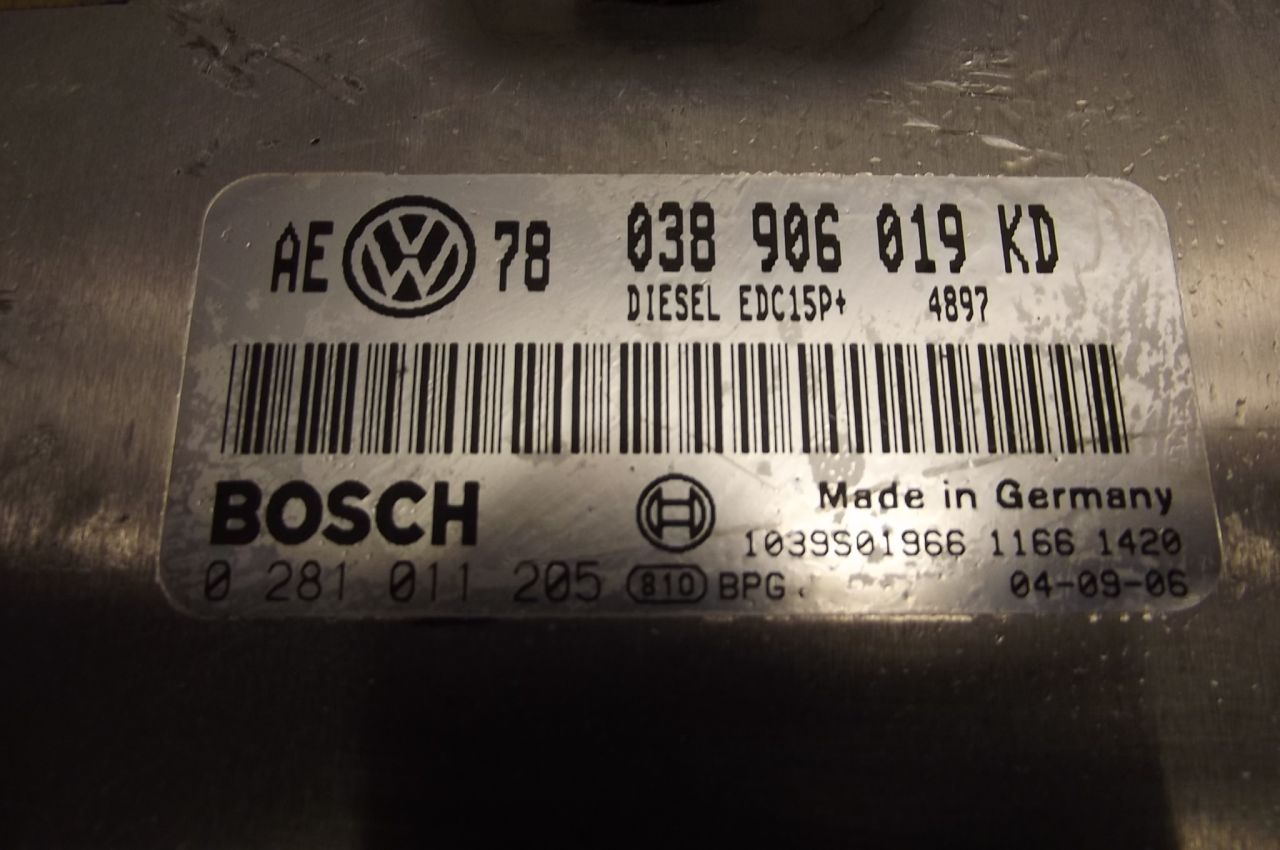 AE 78 038 906 019 KD
DIESEL EDC15P+ 4897
BOSCH Made in Germany
1039S01966 1166 1420
0 281 011 205 810 BPG 04-09-06